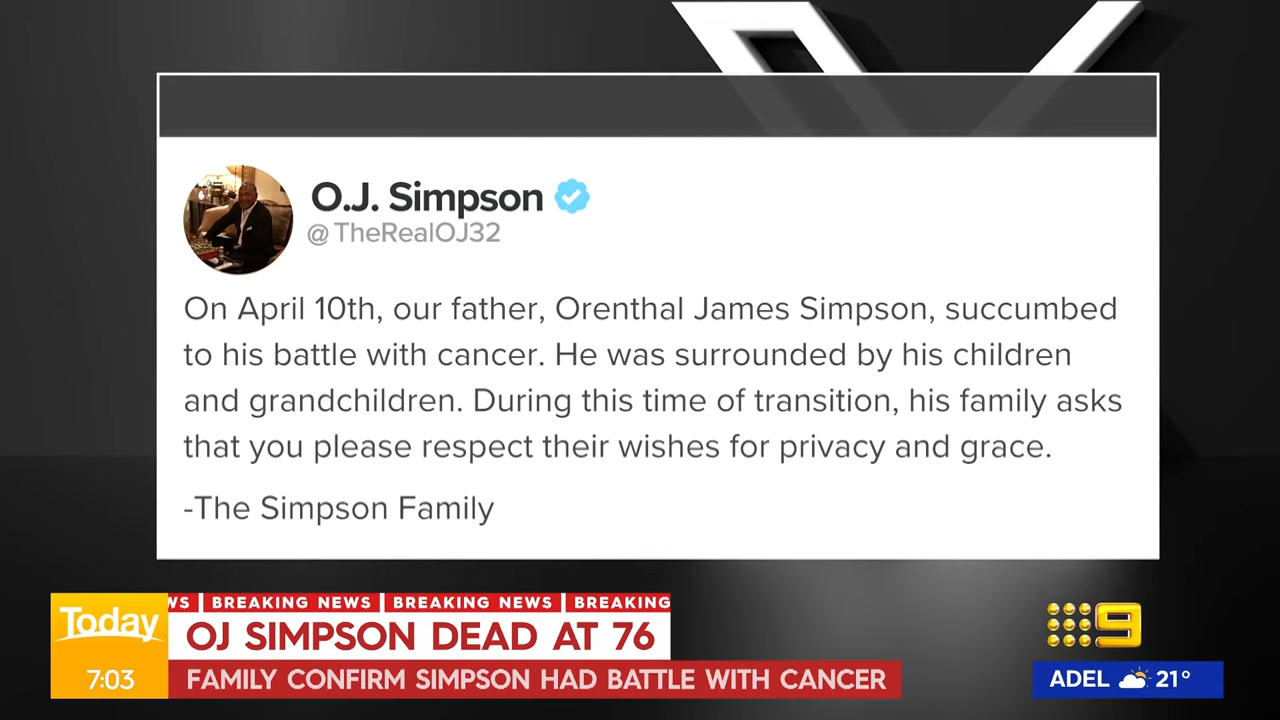 O.J. Simpson
@TheRealOJ32
On April 10th, our father, Orenthal James Simpson, succumbed
to his battle with cancer. He was surrounded by his children
and grandchildren. During this time of transition, his family asks
that you please respect their wishes for privacy and grace.
-The Simpson Family
WS BREAKING NEWS BREAKING NEWS BREAKING
Today
OJ SIMPSON DEAD AT 76
7:03
FAMILY CONFIRM SIMPSON HAD BATTLE WITH CANCER
9
ADEL 21°